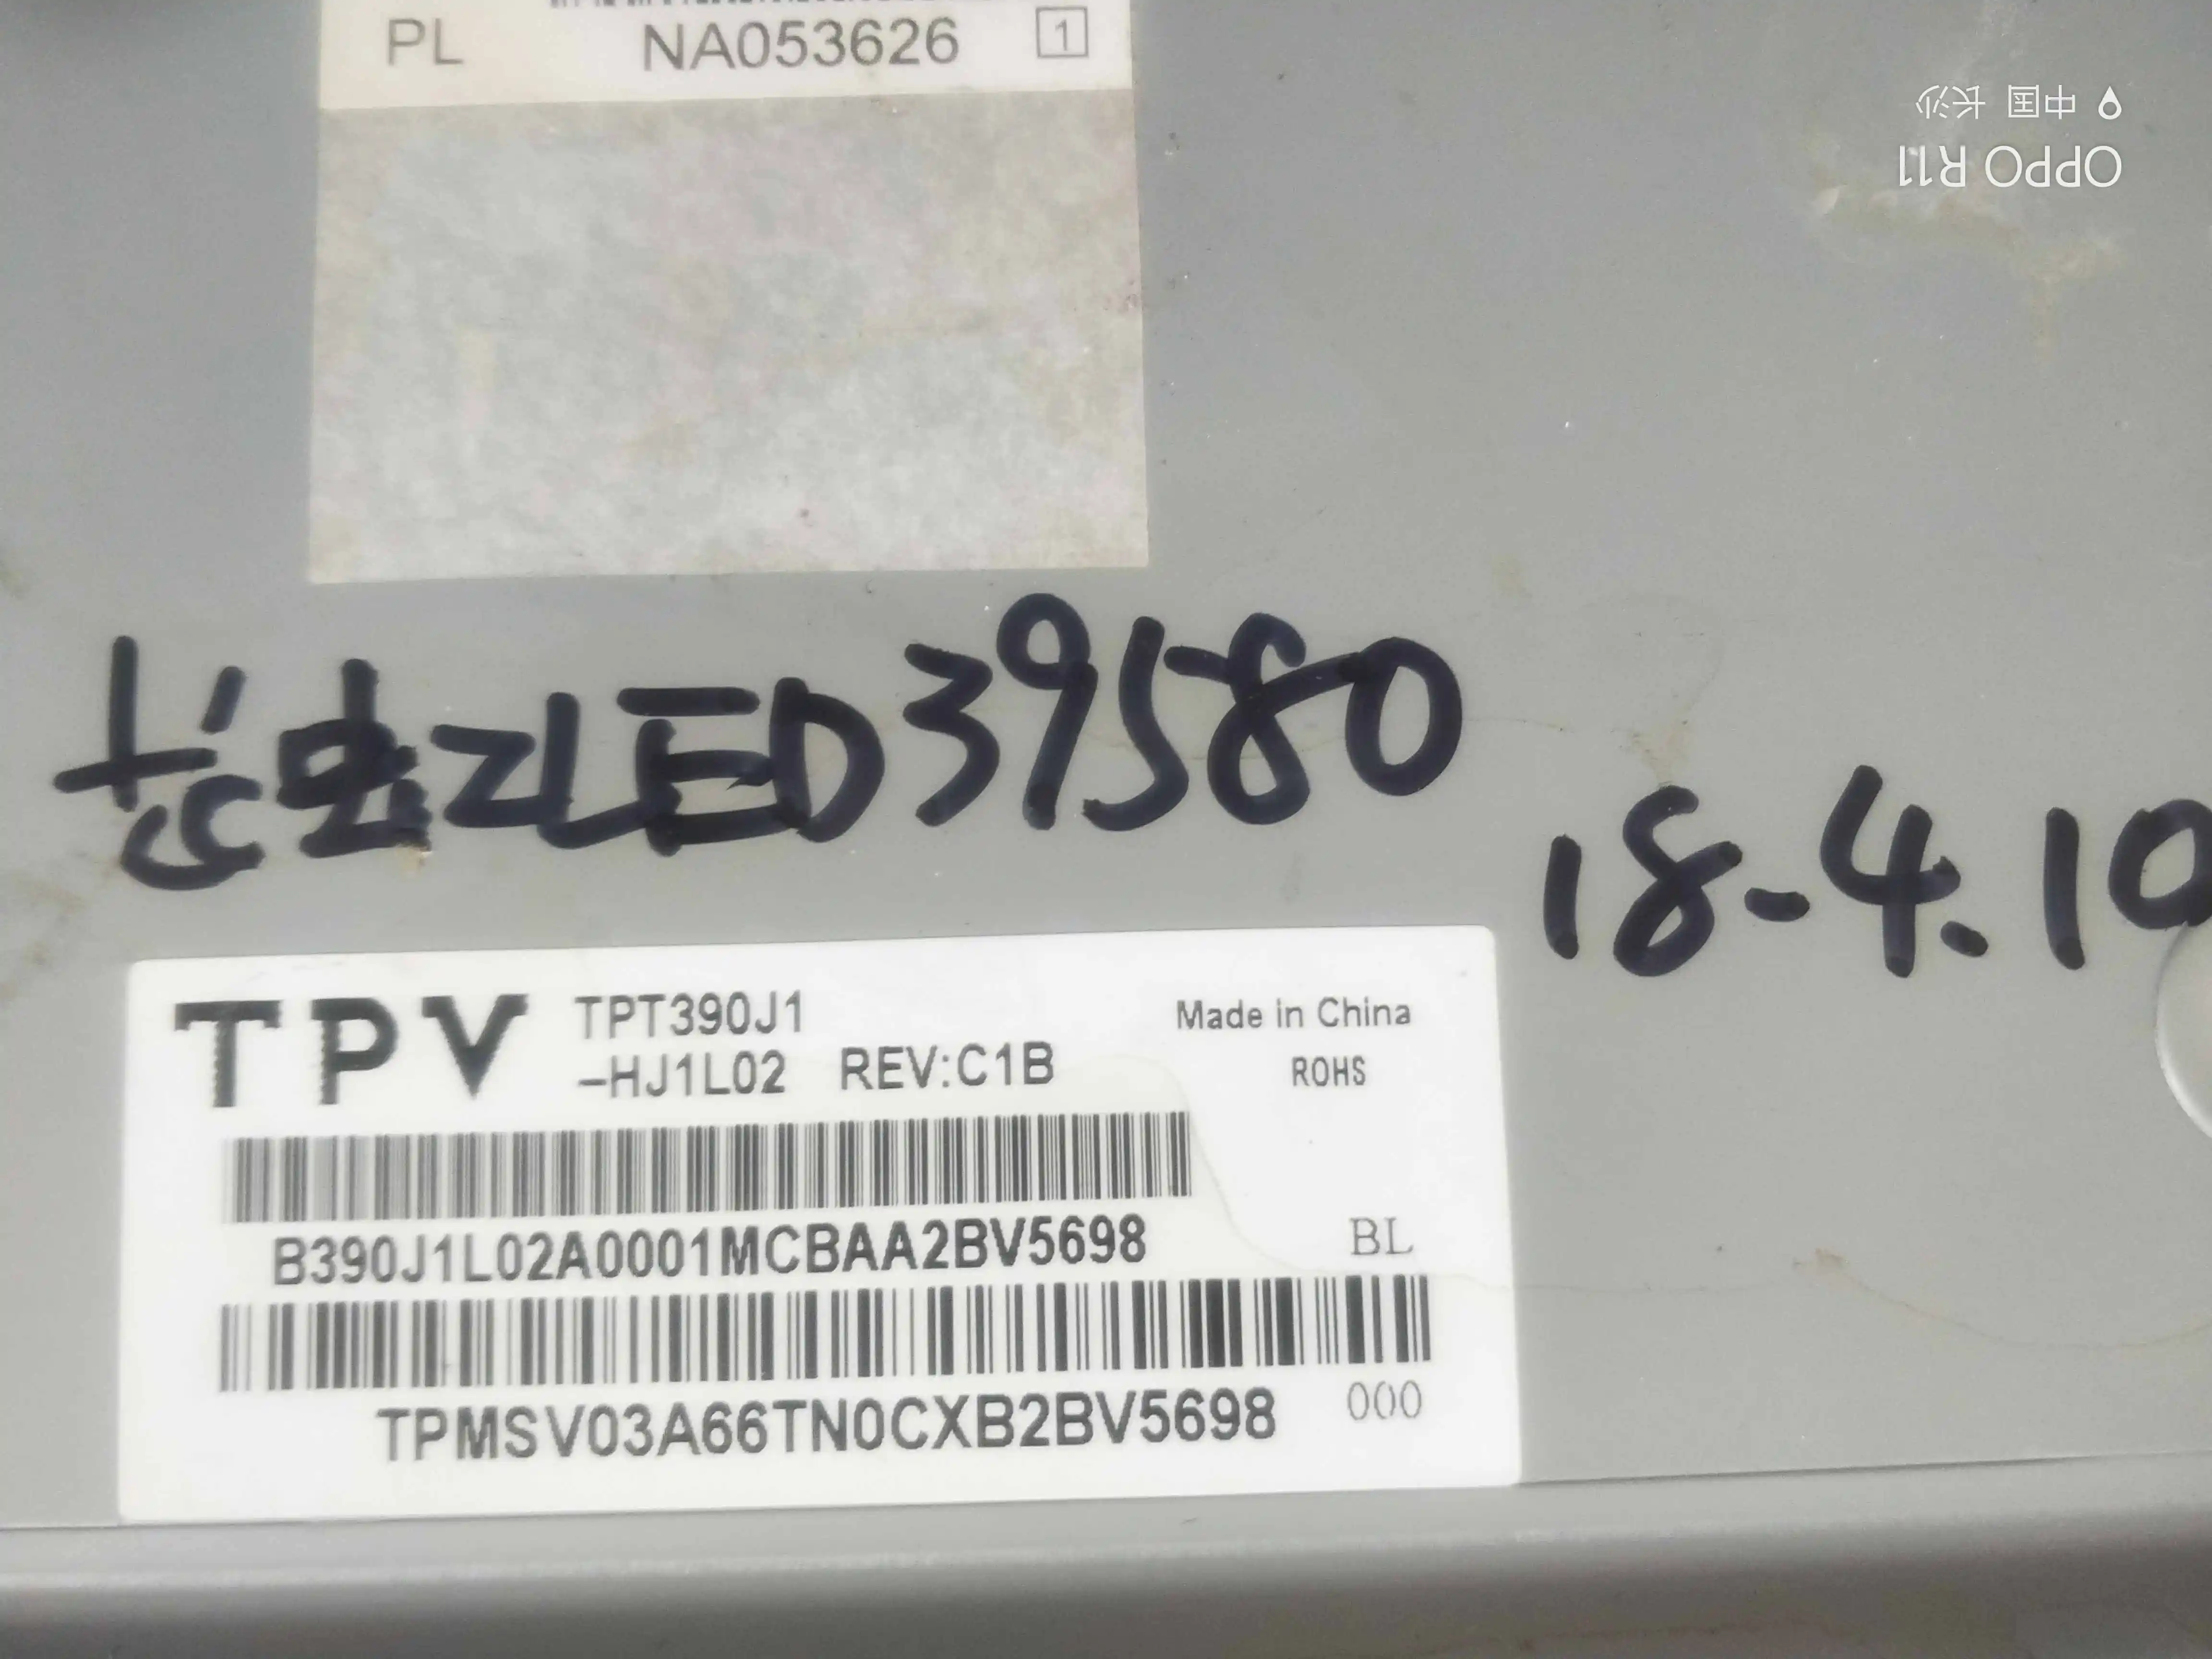 PL NA053626 1
长虹LED39580
18-4.10
TPV TPT390J1
-HJ1L02 REV:C1B
Made in China
ROHS
B390J1L02A0001MCBAA2BV5698
BL
TPMSV03A66TN0CXB2BV5698
000
OPPO R11
中国 长沙